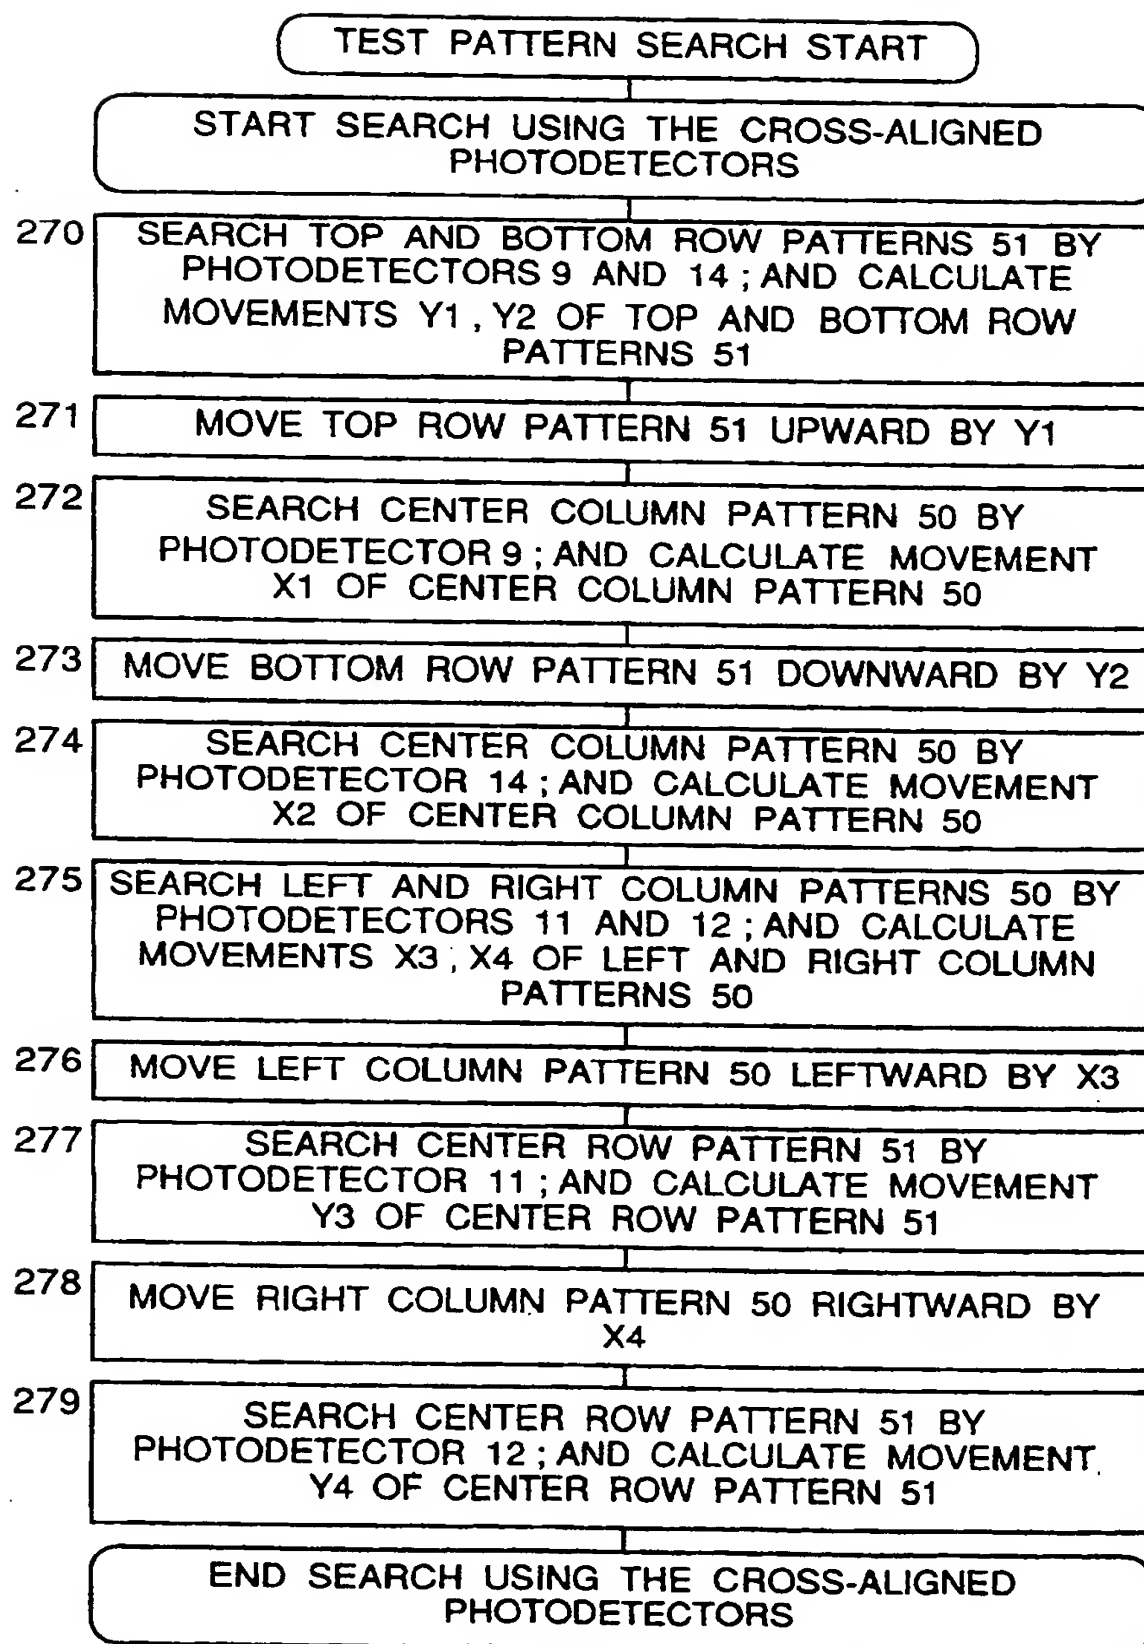 TEST PATTERN SEARCH START
START SEARCH USING THE CROSS-ALIGNED
PHOTODETECTORS
270
SEARCH TOP AND BOTTOM ROW PATTERNS 51 BY
PHOTODETECTORS 9 AND 14 ; AND CALCULATE
MOVEMENTS Y1 , Y2 OF TOP AND BOTTOM ROW
PATTERNS 51
271
MOVE TOP ROW PATTERN 51 UPWARD BY Y1
272
SEARCH CENTER COLUMN PATTERN 50 BY
PHOTODETECTOR 9 ; AND CALCULATE MOVEMENT
X1 OF CENTER COLUMN PATTERN 50
273
MOVE BOTTOM ROW PATTERN 51 DOWNWARD BY Y2
274
SEARCH CENTER COLUMN PATTERN 50 BY
PHOTODETECTOR 14 ; AND CALCULATE MOVEMENT
X2 OF CENTER COLUMN PATTERN 50
275
SEARCH LEFT AND RIGHT COLUMN PATTERNS 50 BY
PHOTODETECTORS 11 AND 12 ; AND CALCULATE
MOVEMENTS X3 , X4 OF LEFT AND RIGHT COLUMN
PATTERNS 50
276
MOVE LEFT COLUMN PATTERN 50 LEFTWARD BY X3
277
SEARCH CENTER ROW PATTERN 51 BY
PHOTODETECTOR 11 ; AND CALCULATE MOVEMENT
Y3 OF CENTER ROW PATTERN 51
278
MOVE RIGHT COLUMN PATTERN 50 RIGHTWARD BY
X4
279
SEARCH CENTER ROW PATTERN 51 BY
PHOTODETECTOR 12 ; AND CALCULATE MOVEMENT
Y4 OF CENTER ROW PATTERN 51
END SEARCH USING THE CROSS-ALIGNED
PHOTODETECTORS